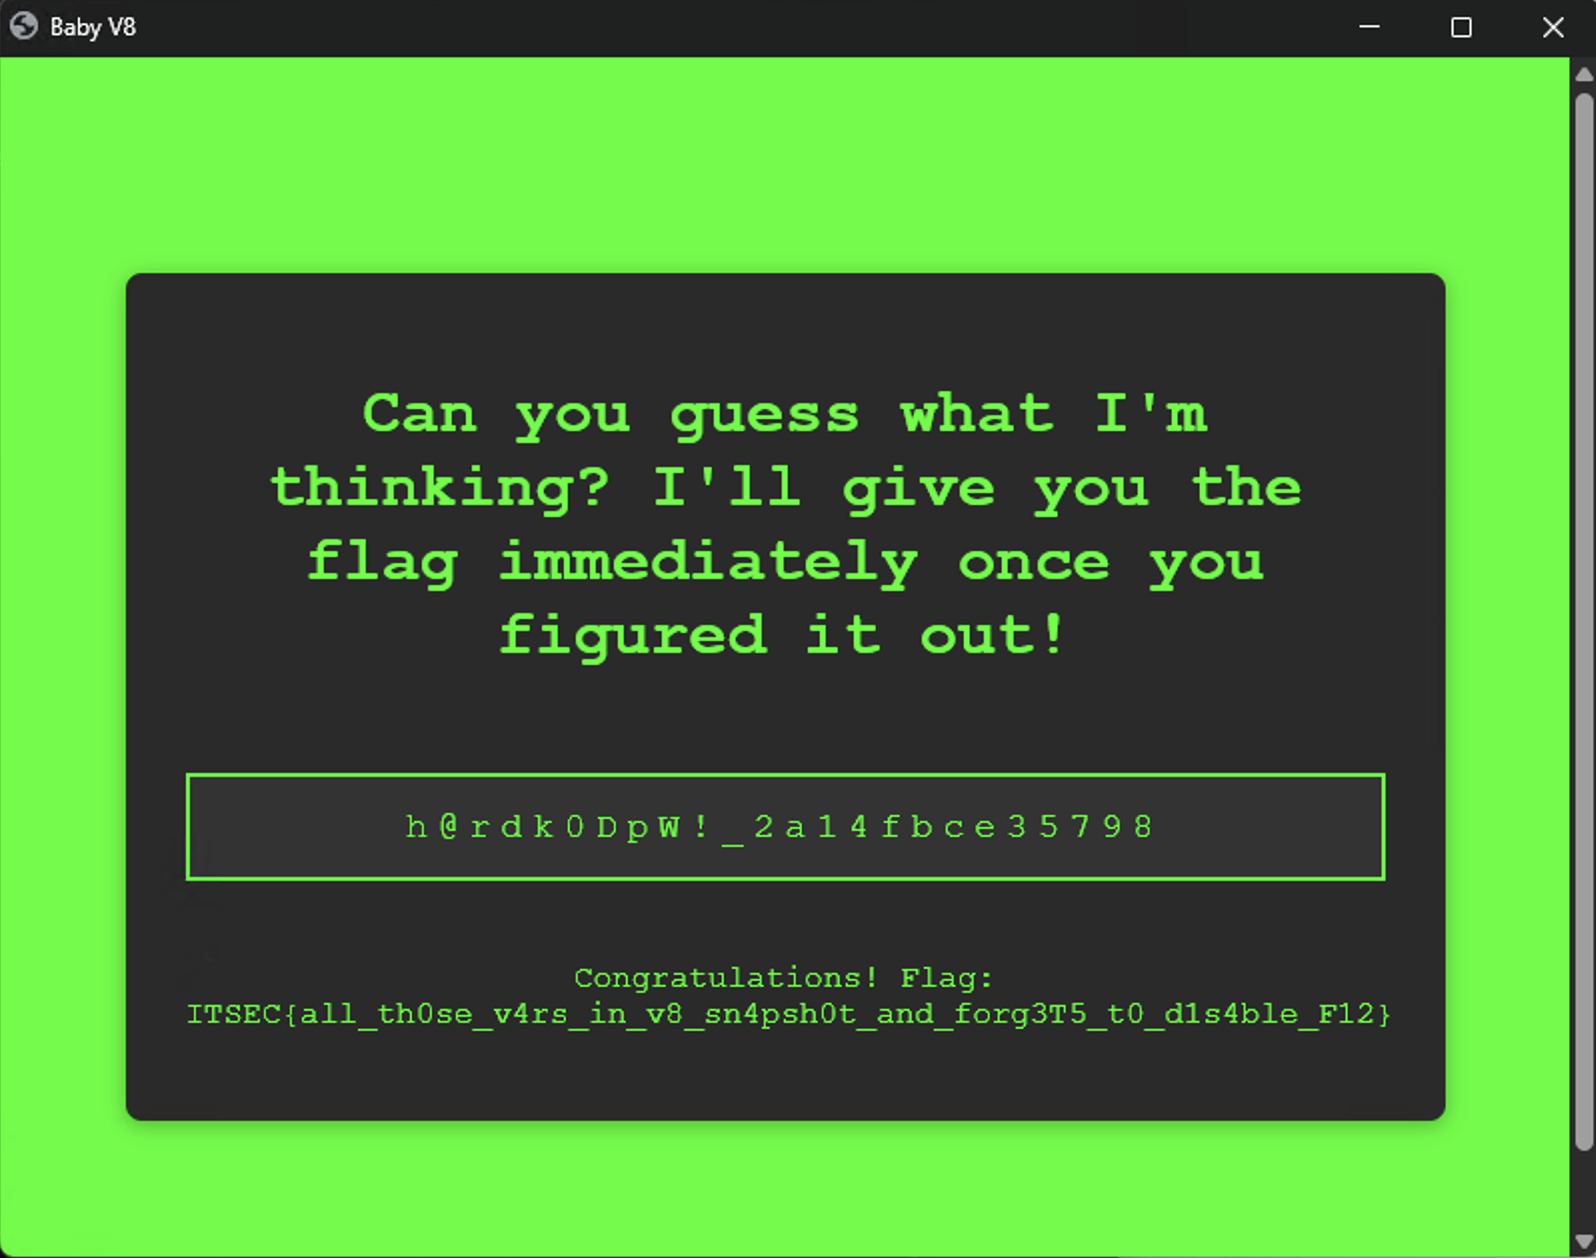 Baby V8
Can you guess what I'm
thinking? I'll give you the
flag immediately once you
figured it out!
h@rdk0DpW!_2a14fbce35798
Congratulations! Flag:
ITSEC{all_th0se_v4rs_in_v8_sn4psh0t_and_forg3T5_t0_d1s4ble_F12}